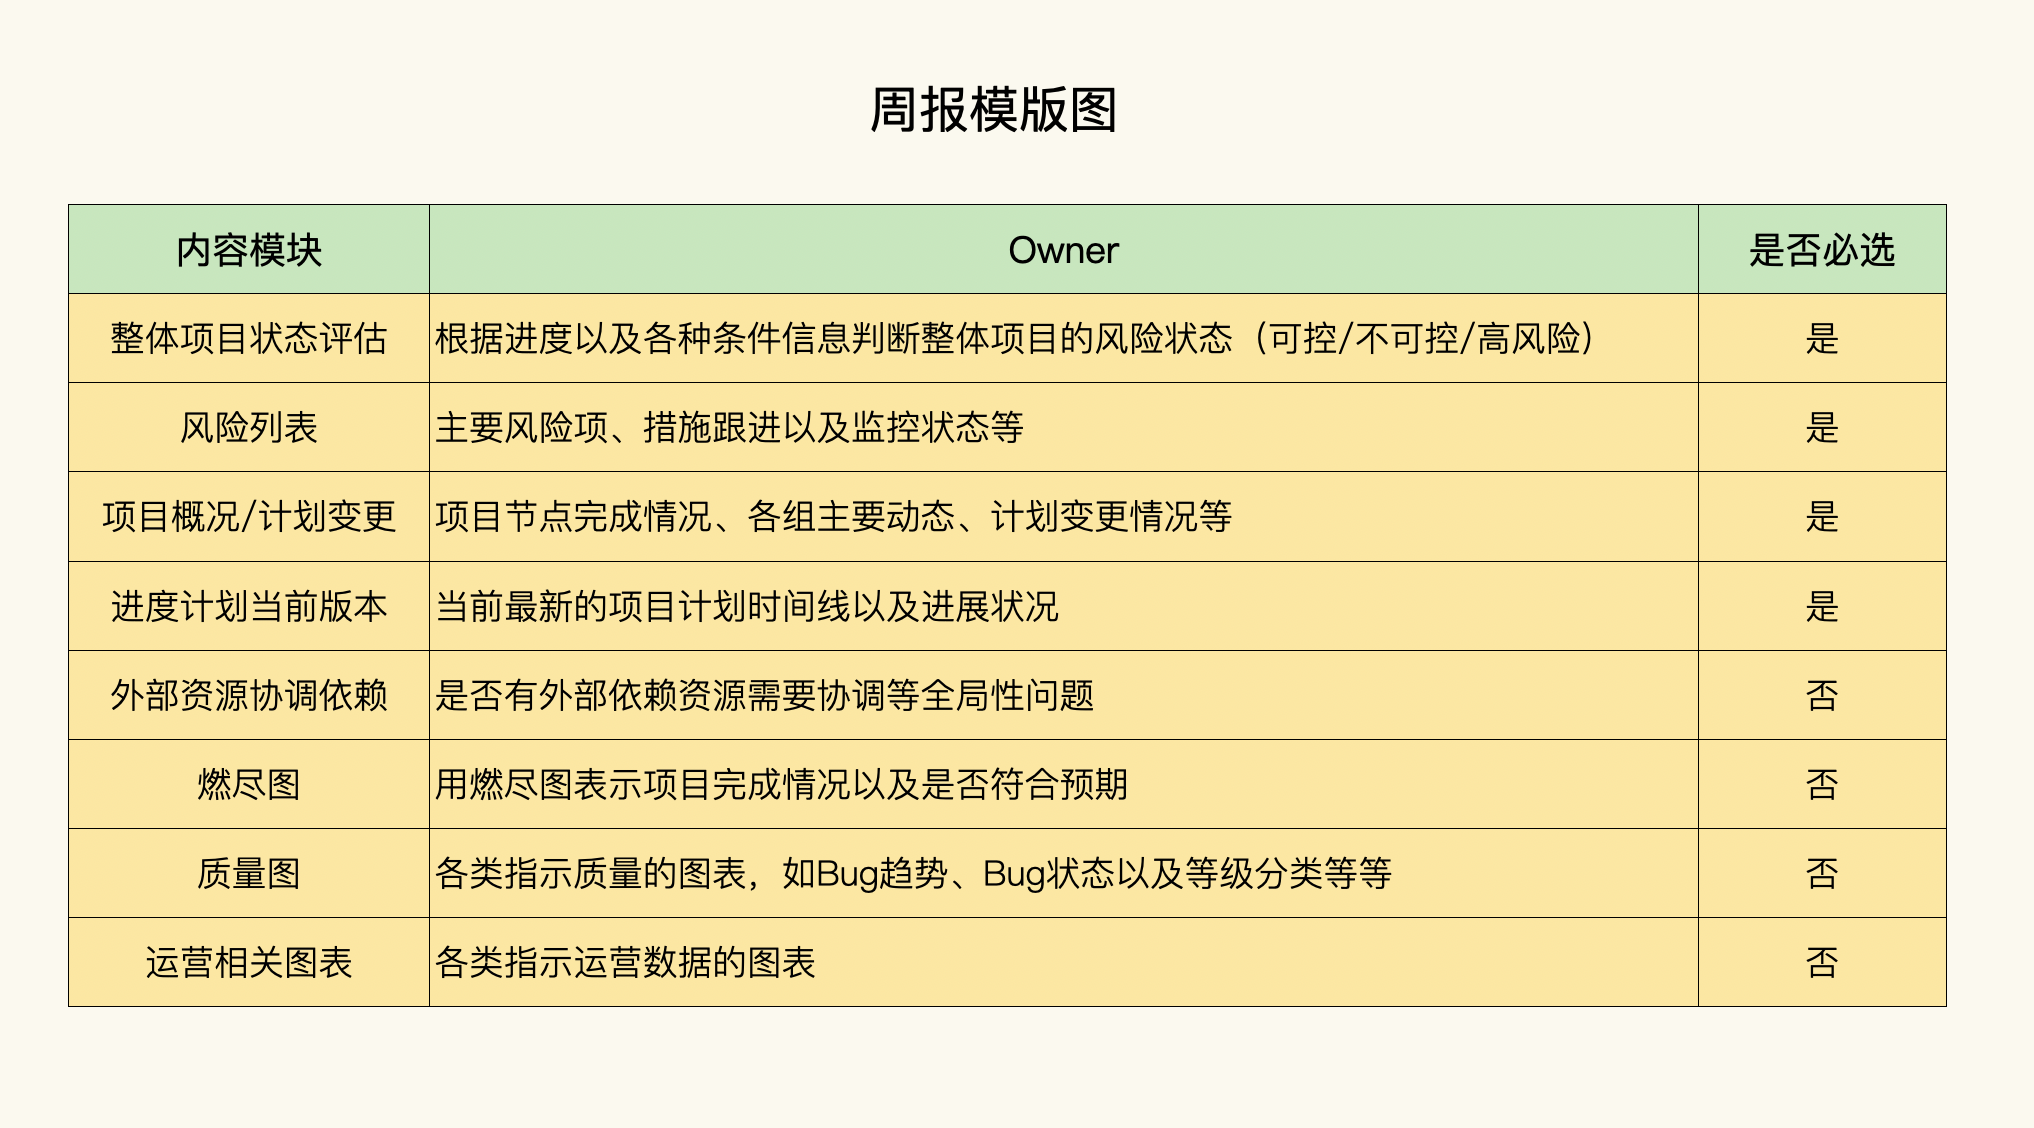 周报模版图
内容模块 Owner 是否必选
整体项目状态评估 根据进度以及各种条件信息判断整体项目的风险状态（可控/不可控/高风险） 是
风险列表 主要风险项、措施跟进以及监控状态等 是
项目概况/计划变更 项目节点完成情况、各组主要动态、计划变更情况等 是
进度计划当前版本 当前最新的项目计划时间线以及进展状况 是
外部资源协调依赖 是否有外部依赖资源需要协调等全局性问题 否
燃尽图 用燃尽图表示项目完成情况以及是否符合预期 否
质量图 各类指示质量的图表，如Bug趋势、Bug状态以及等级分类等等 否
运营相关图表 各类指示运营数据的图表 否